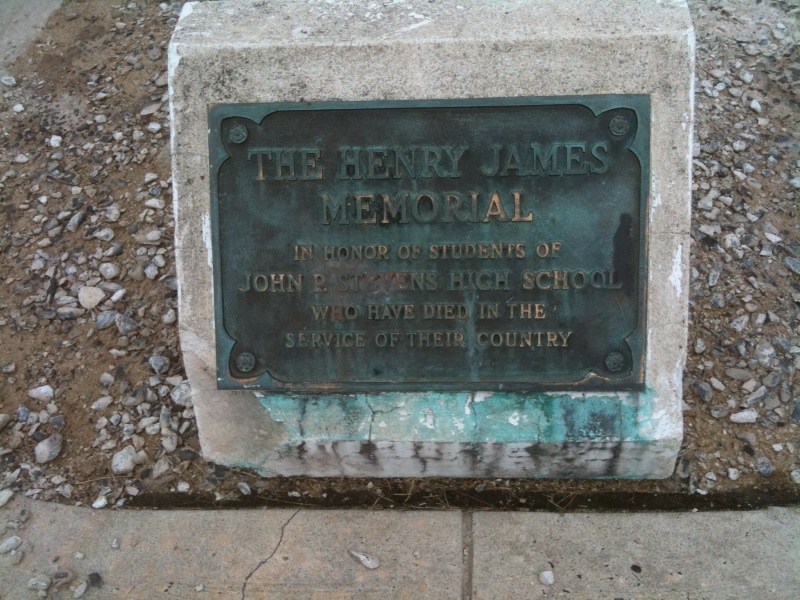 THE HENRY JAMES
MEMORIAL
IN HONOR OF STUDENTS OF
JOHN P. STEVENS HIGH SCHOOL
WHO HAVE DIED IN THE
SERVICE OF THEIR COUNTRY